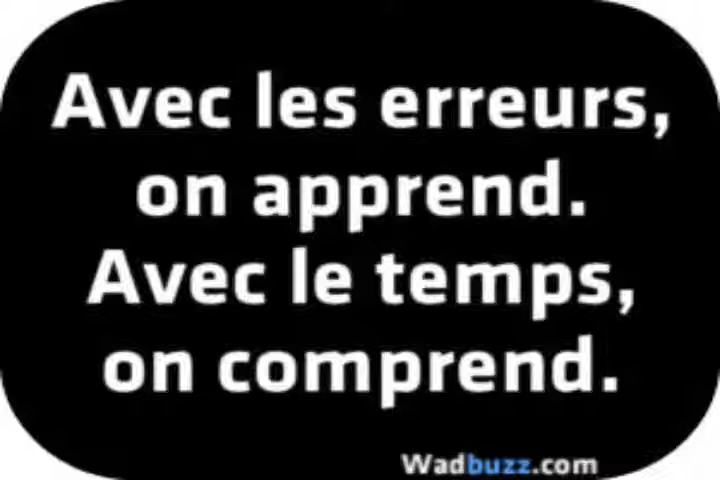 Avec les erreurs,
on apprend.
Avec le temps,
on comprend.
Wadbuzz.com